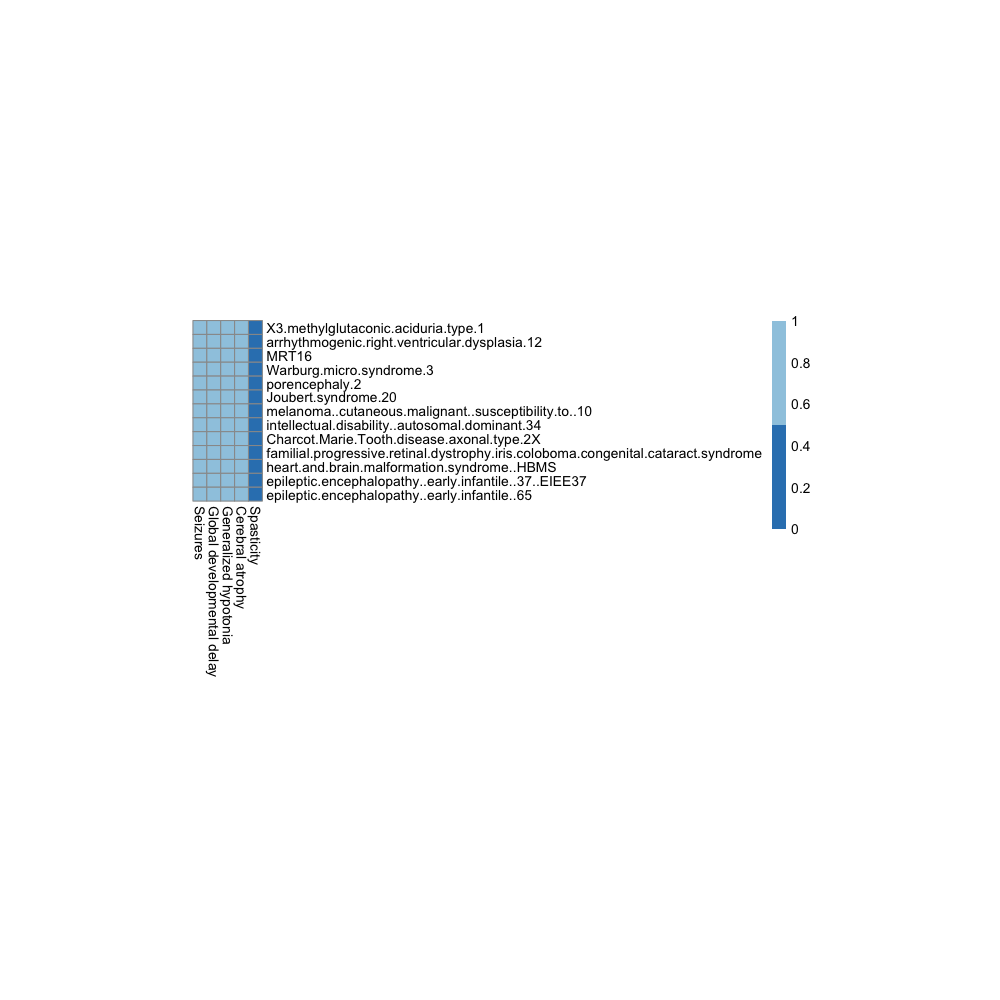 X3.methylglutaconic.aciduria.type.1
arrhythmogenic.right.ventricular.dysplasia.12
MRT16
Warburg.micro.syndrome.3
porencephaly.2
Joubert.syndrome.20
melanoma..cutaneous.malignant..susceptibility.to..10
intellectual.disability..autosomal.dominant.34
Charcot.Marie.Tooth.disease.axonal.type.2X
familial.progressive.retinal.dystrophy.iris.coloboma.congenital.cataract.syndrome
heart.and.brain.malformation.syndrome..HBMS
epileptic.encephalopathy..early.infantile..37..EIEE37
epileptic.encephalopathy..early.infantile..65
Seizures
Global developmental delay
Generalized hypotonia
Cerebral atrophy
Spasticity
1
0.8
0.6
0.4
0.2
0